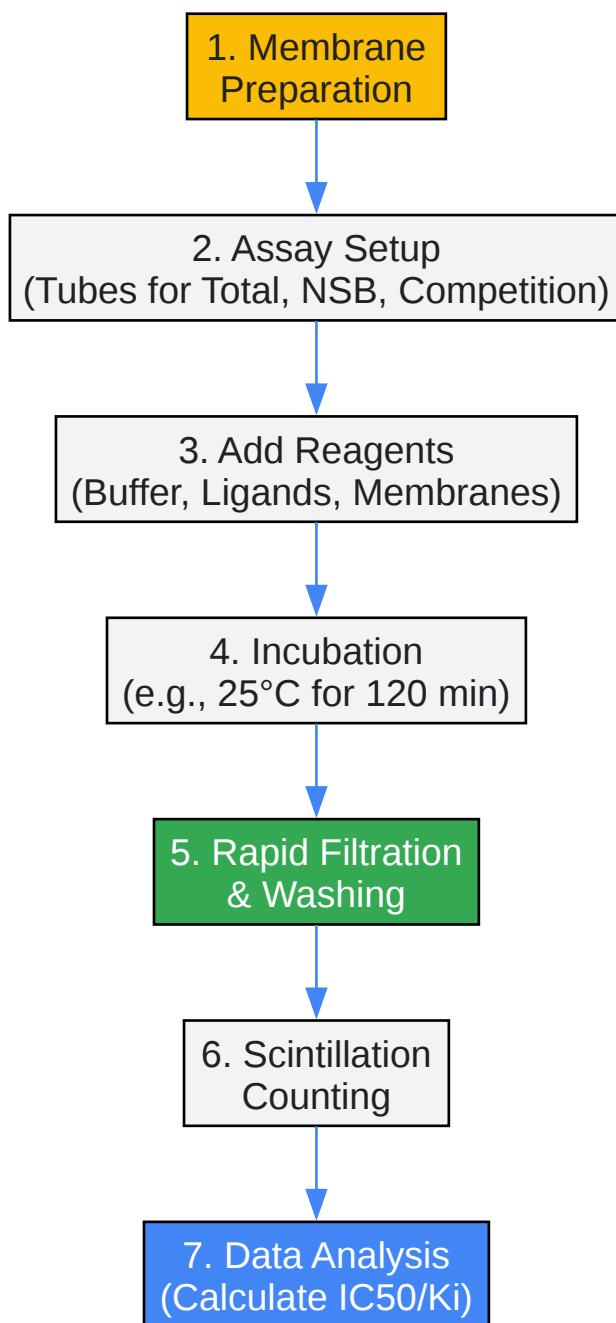 1. Membrane
Preparation
2. Assay Setup
(Tubes for Total, NSB, Competition)
3. Add Reagents
(Buffer, Ligands, Membranes)
4. Incubation
(e.g., 25°C for 120 min)
5. Rapid Filtration
& Washing
6. Scintillation
Counting
7. Data Analysis
(Calculate IC50/Ki)